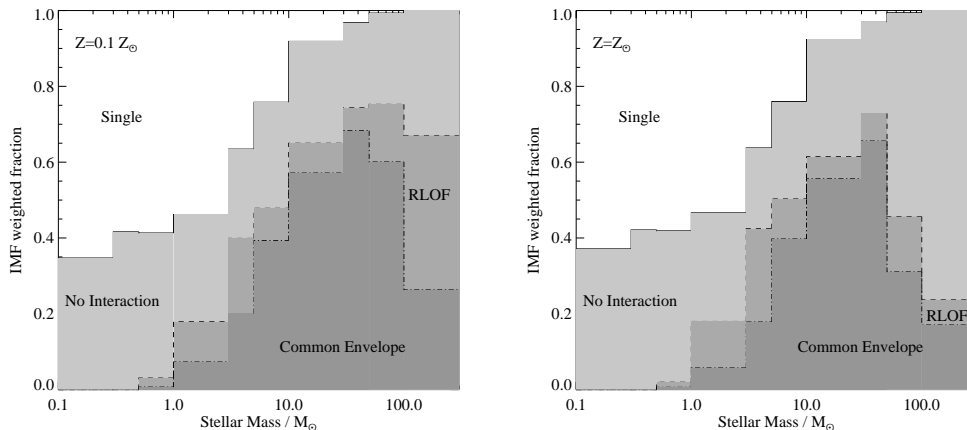 1.0
Z=0.1 Z☉
0.8
Single
0.6
IMF weighted fraction
RLOF
0.4
No Interaction
0.2
Common Envelope
0.0
0.1 1.0 10.0 100.0
Stellar Mass / M☉
1.0
Z=Z☉
0.8
Single
0.6
IMF weighted fraction
0.4
No Interaction
0.2
RLOF
Common Envelope
0.0
0.1 1.0 10.0 100.0
Stellar Mass / M☉